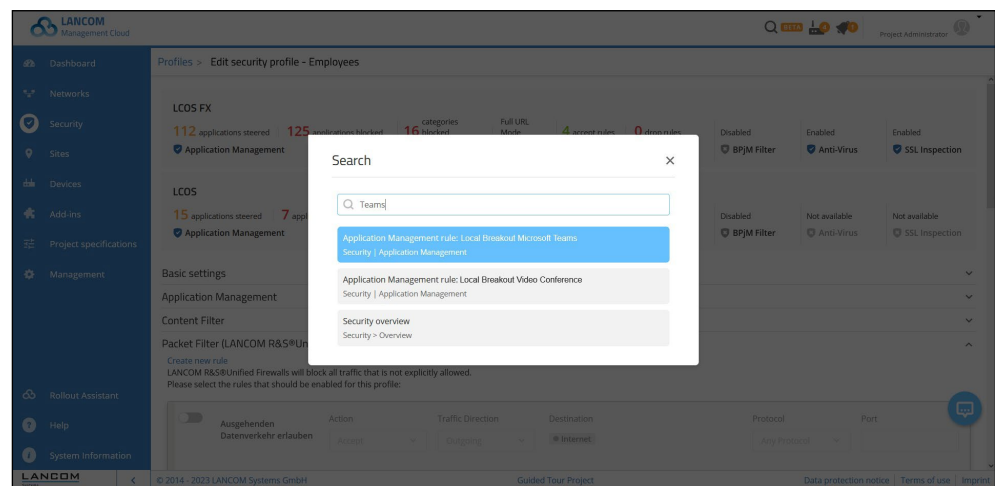 LANCOM
Management Cloud
BETA
Project Administrator
Dashboard
Networks
Security
Sites
Devices
Add-ins
Project specifications
Management
Rollout Assistant
Help
System Information
LANCOM
Profiles > Edit security profile - Employees
LCOS FX
112 applications steered
125 applications blocked
16 categories blocked
Full URL Mode
4 accept rules
0 drop rules
Disabled
Enabled
Enabled
Application Management
BPjM Filter
Anti-Virus
SSL Inspection
LCOS
15 applications steered
7 appl
Disabled
Not available
Not available
Application Management
BPjM Filter
Anti-Virus
SSL Inspection
Search
Teams
Application Management rule: Local Breakout Microsoft Teams
Security | Application Management
Application Management rule: Local Breakout Video Conference
Security | Application Management
Security overview
Security > Overview
Basic settings
Application Management
Content Filter
Packet Filter (LANCOM R&S®Un
Create new rule
LANCOM R&S®Unified Firewalls will block all traffic that is not explicitly allowed.
Please select the rules that should be enabled for this profile:
Ausgehenden
Datenverkehr erlauben
Action
Accept
Traffic Direction
Outgoing
Destination
Internet
Protocol
Any Protocol
Port
© 2014 - 2023 LANCOM Systems GmbH
Guided Tour Project
Data protection notice
Terms of use
Imprint